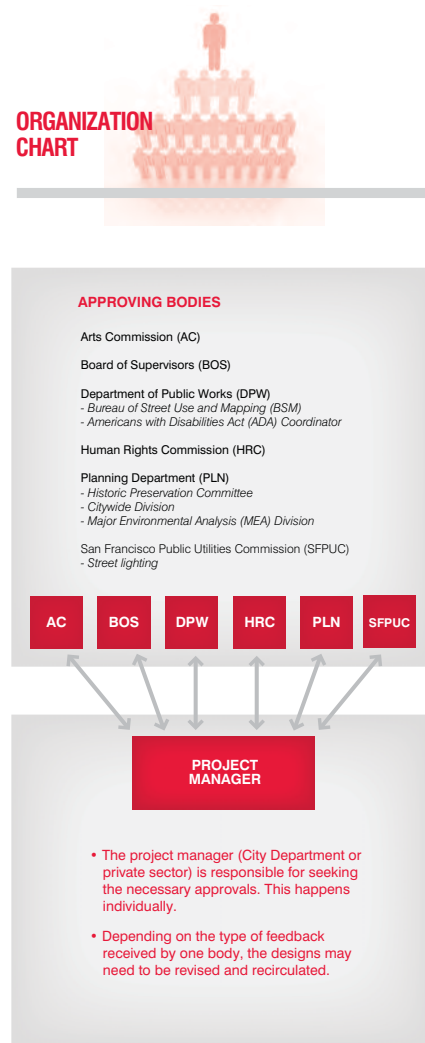 ORGANIZATION
CHART
APPROVING BODIES
Arts Commission (AC)
Board of Supervisors (BOS)
Department of Public Works (DPW)
- Bureau of Street Use and Mapping (BSM)
- Americans with Disabilities Act (ADA) Coordinator
Human Rights Commission (HRC)
Planning Department (PLN)
- Historic Preservation Committee
- Citywide Division
- Major Environmental Analysis (MEA) Division
San Francisco Public Utilities Commission (SFPUC)
- Street lighting
AC BOS DPW HRC PLN SFPUC
PROJECT
MANAGER
• The project manager (City Department or
private sector) is responsible for seeking
the necessary approvals. This happens
individually.
• Depending on the type of feedback
received by one body, the designs may
need to be revised and recirculated.